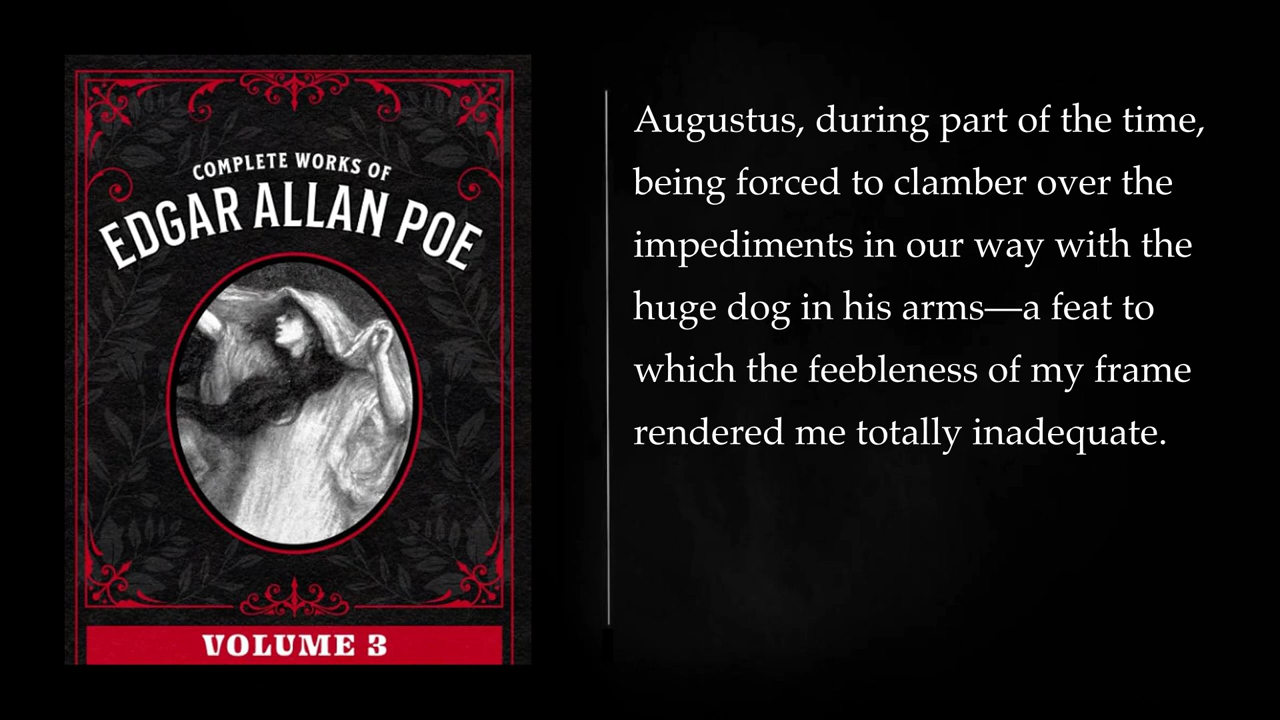 COMPLETE WORKS OF
EDGAR ALLAN POE
VOLUME 3
Augustus, during part of the time,
being forced to clamber over the
impediments in our way with the
huge dog in his arms—a feat to
which the feebleness of my frame
rendered me totally inadequate.